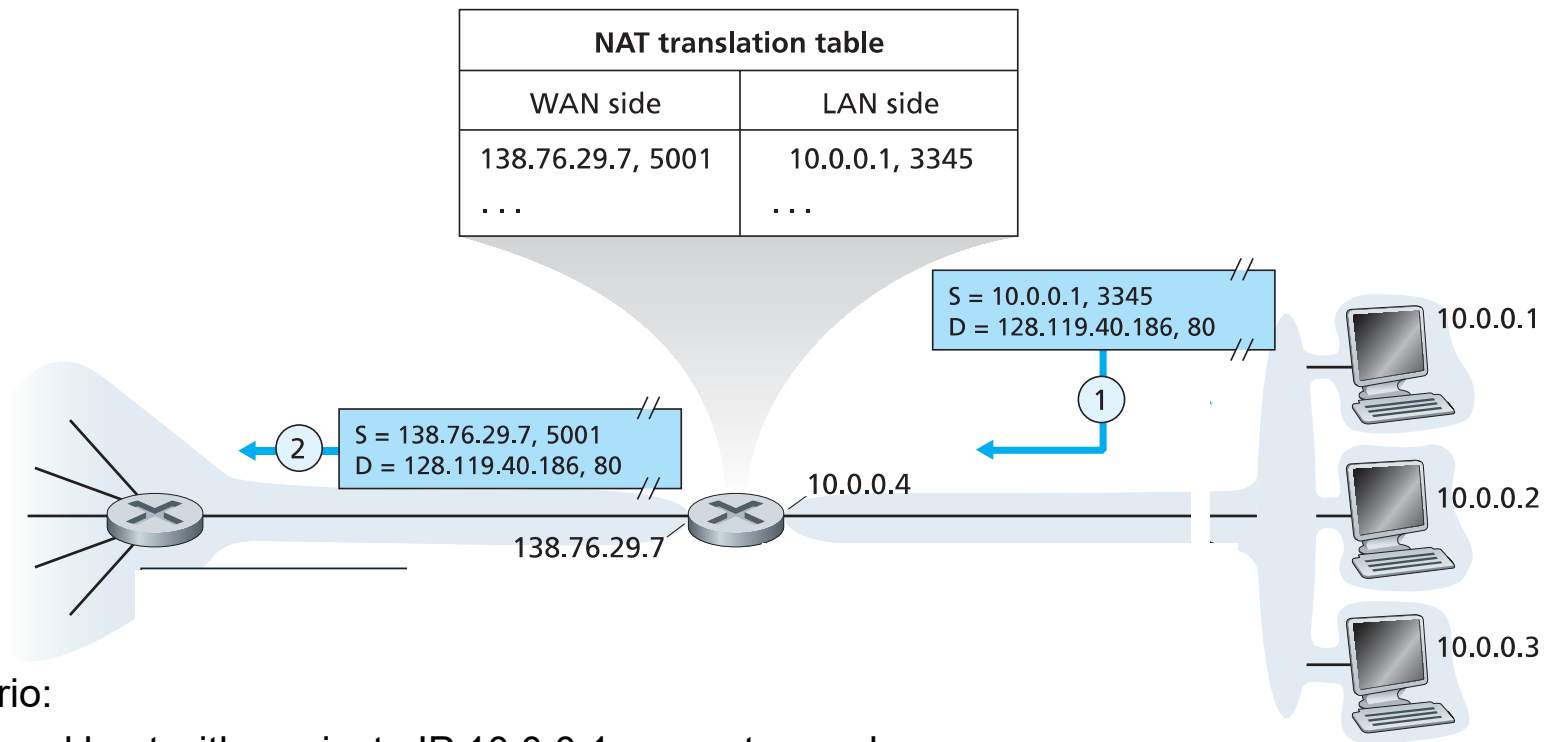 NAT translation table
WAN side LAN side
138.76.29.7, 5001 10.0.0.1, 3345
. . . . . .
S = 10.0.0.1, 3345
D = 128.119.40.186, 80
10.0.0.1
1
2
S = 138.76.29.7, 5001
D = 128.119.40.186, 80
10.0.0.4
10.0.0.2
138.76.29.7
10.0.0.3
rio: